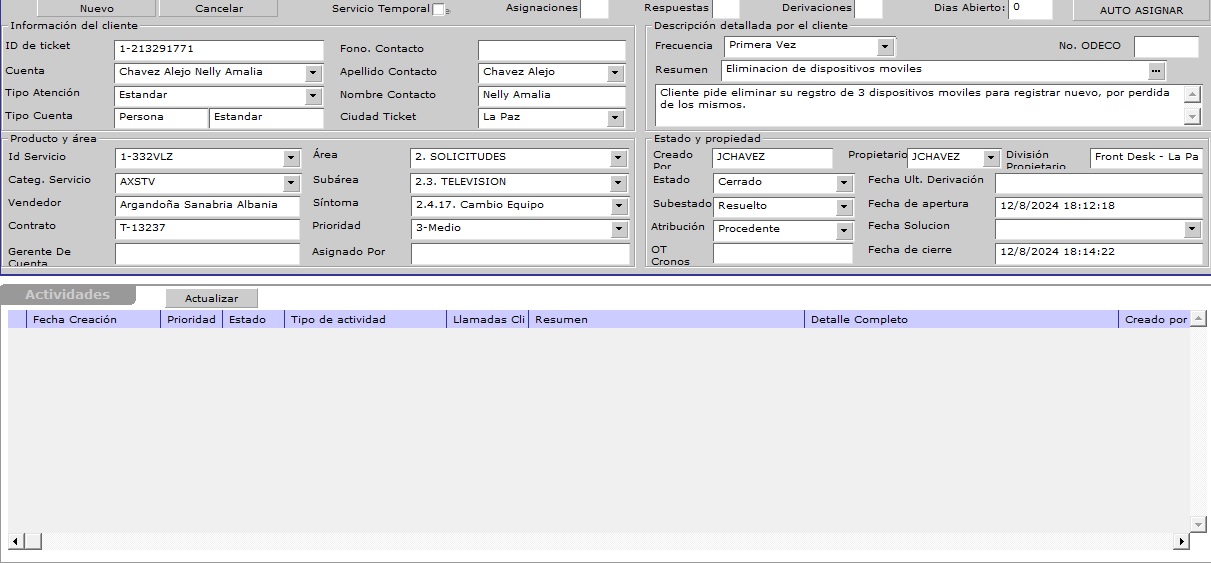 Nuevo Cancelar Servicio Temporal Asignaciones Respuestas Derivaciones Dias Abierto: 0 AUTO ASIGNAR
Información del cliente
ID de ticket 1-213291771 Fono. Contacto
Cuenta Chavez Alejo Nelly Amalia Apellido Contacto Chavez Alejo
Tipo Atención Estandar Nombre Contacto Nelly Amalia
Tipo Cuenta Persona Estandar Ciudad Ticket La Paz
Descripción detallada por el cliente
Frecuencia Primera Vez No. ODECO
Resumen Eliminacion de dispositivos moviles ...
Cliente pide eliminar su regstro de 3 dispositivos moviles para registrar nuevo, por perdida
de los mismos.
Producto y área
Id Servicio 1-332VLZ Área 2. SOLICITUDES
Categ. Servicio AXSTV Subárea 2.3. TELEVISION
Vendedor Argandoña Sanabria Albania Síntoma 2.4.17. Cambio Equipo
Contrato T-13237 Prioridad 3-Medio
Gerente De
Cuenta
Asignado Por
Estado y propiedad
Creado
Por
JCHAVEZ Propietario JCHAVEZ División
Propietario
Front Desk - La Pa
Estado Cerrado Fecha Ult. Derivación
Subestado Resuelto Fecha de apertura 12/8/2024 18:12:18
Atribución Procedente Fecha Solucion
OT
Cronos
Fecha de cierre 12/8/2024 18:14:22
Actividades Actualizar
Fecha Creación Prioridad Estado Tipo de actividad Llamadas Cli Resumen Detalle Completo Creado por